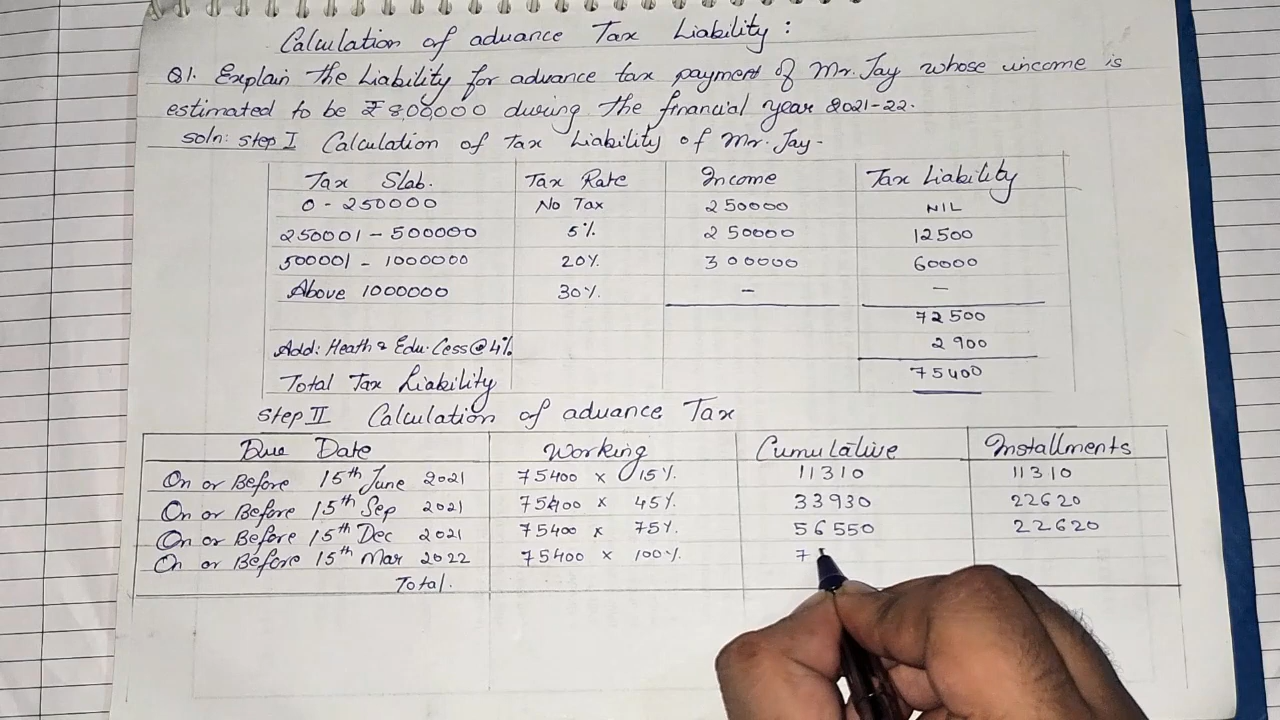 Calculation of advance Tax Liability:
Q1. Explain the Liability for advance tax payment of Mr. Jay whose income is
estimated to be ₹ 8,00,000 during the financial year 2021-22.
Soln: Step I Calculation of Tax Liability of Mr. Jay-
Tax Slab. Tax Rate Income Tax Liability
0 - 250000 No Tax 250000 NIL
250001 - 500000 5% 250000 12500
500001 - 1000000 20% 300000 60000
Above 1000000 30% - -
72500
Add: Heath & Edu. Cess @ 4% 2900
Total Tax Liability 75400
Step II Calculation of advance Tax
Due Date Working Cumulative Installments
On or Before 15th June 2021 75400 x 15% 11310 11310
On or Before 15th Sep 2021 75400 x 45% 33930 22620
On or Before 15th Dec 2021 75400 x 75% 56550 22620
On or Before 15th Mar 2022 75400 x 100% 7
Total.